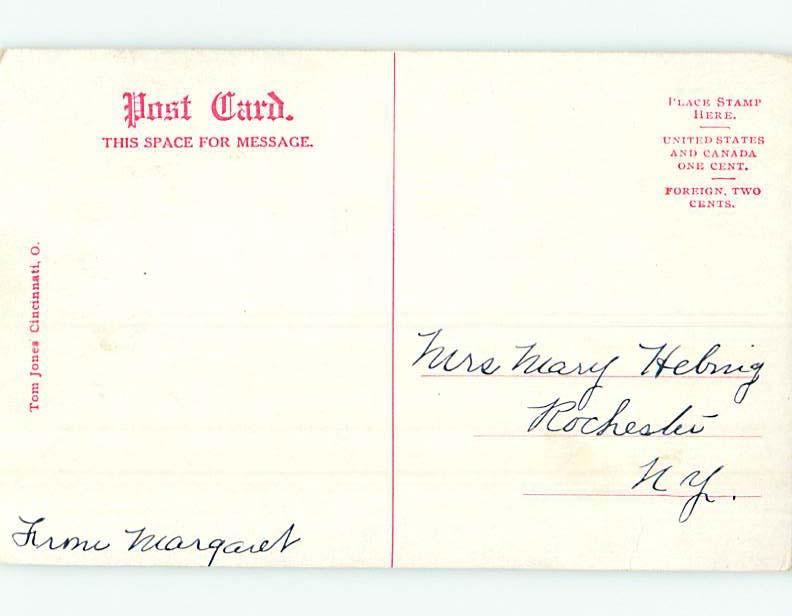 Post Card.
THIS SPACE FOR MESSAGE.
PLACE STAMP
HERE.
UNITED STATES
AND CANADA
ONE CENT.
FOREIGN, TWO
CENTS.
Tom Jones Cincinnati, O.
Mrs Mary Helmig
Rochester
N Y.
From Margaret